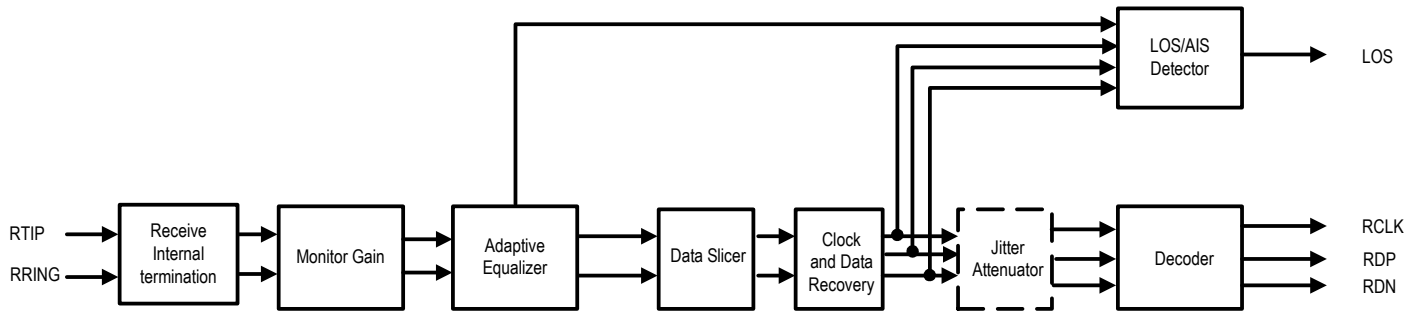 LOS/AIS
Detector
LOS
RTIP
RRING
Receive
Internal
termination
Monitor Gain
Adaptive
Equalizer
Data Slicer
Clock
and Data
Recovery
Jitter
Attenuator
Decoder
RCLK
RDP
RDN